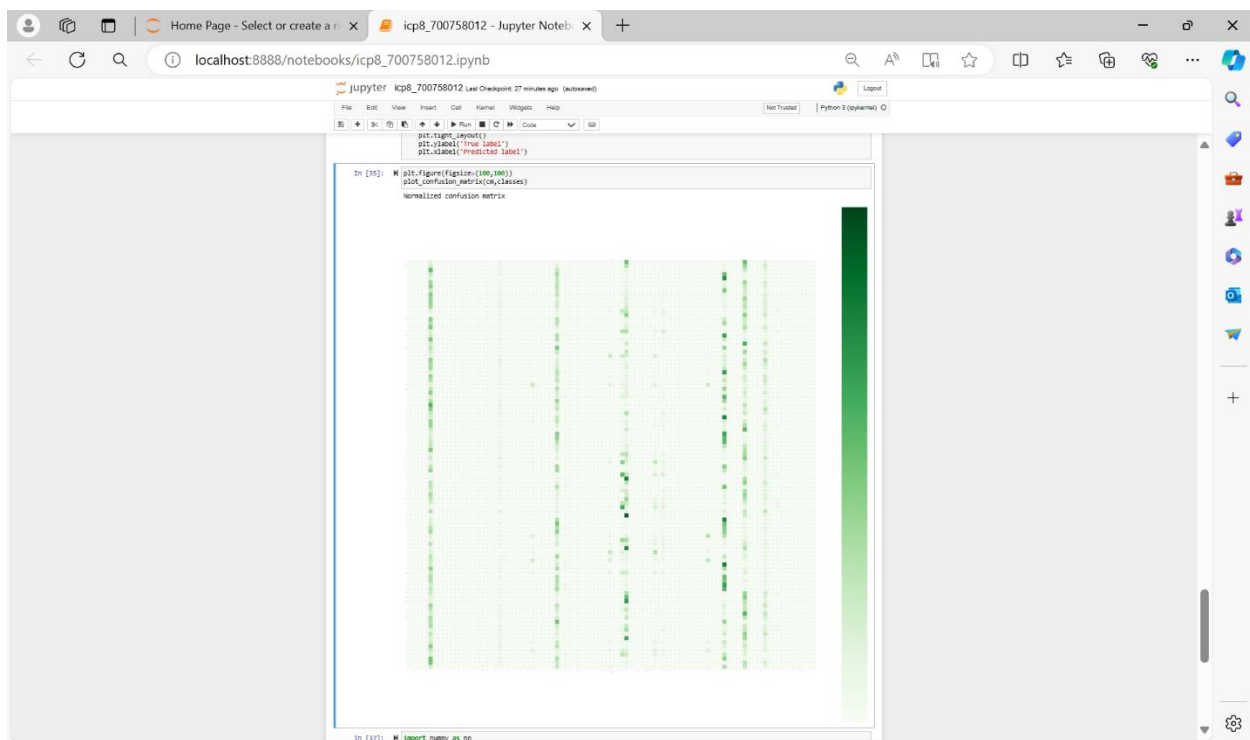 Home Page - Select or create a n
icp8_700758012 - Jupyter Noteb
localhost:8888/notebooks/icp8_700758012.ipynb
jupyter icp8_700758012 Last Checkpoint: 27 minutes ago (autosaved)
Logout
File Edit View Insert Cell Kernel Widgets Help
Not Trusted
Python 3 (ipykernel)
Run
Code
plt.tight_layout()
plt.ylabel('True label')
plt.xlabel('Predicted label')
In [35]:
plt.figure(figsize=(100,100))
plot_confusion_matrix(cm,classes)
Normalized confusion matrix
In [37]:
import numpy as np